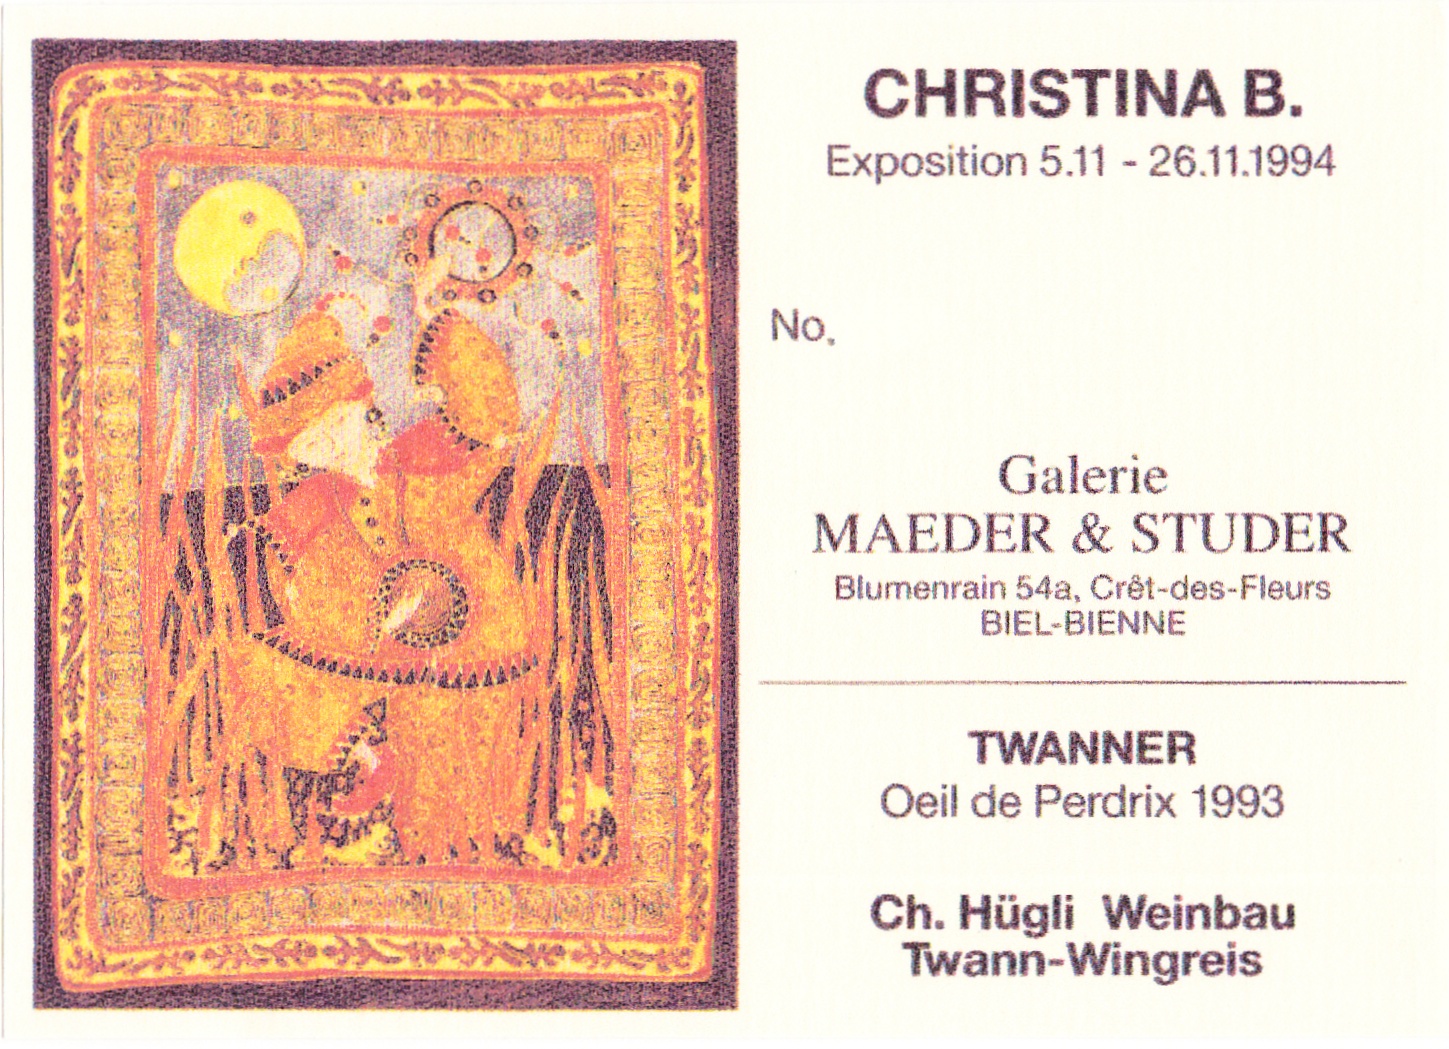 CHRISTINA B.
Exposition 5.11 - 26.11.1994
No.
Galerie
MAEDER & STUDER
Blumenrain 54a, Crêt-des-Fleurs
BIEL-BIENNE
TWANNER
Oeil de Perdrix 1993
Ch. Hügli Weinbau
Twann-Wingreis